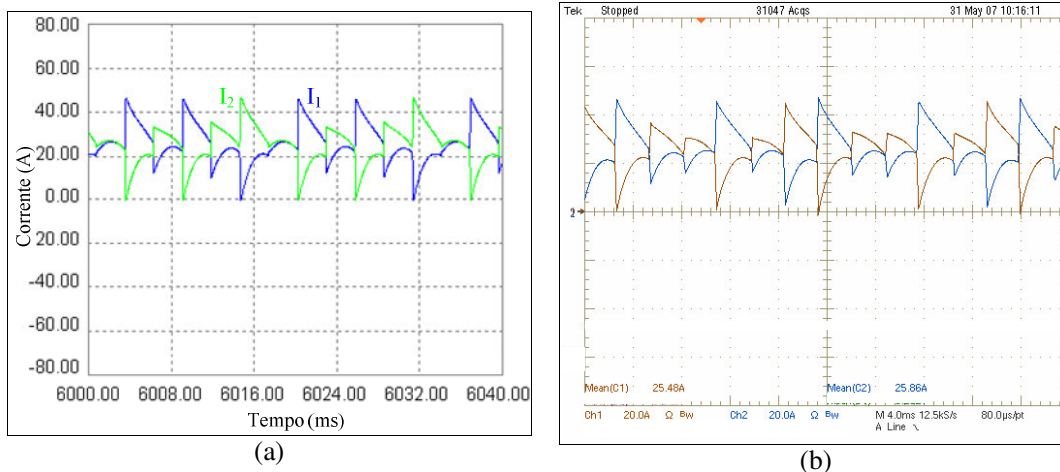 80.00
60.00
40.00
20.00
0.00
-20.00
-40.00
-60.00
-80.00
Corrente (A)
I2
I1
6000.00 6008.00 6016.00 6024.00 6032.00 6040.00
Tempo (ms)
(a)
Tek Stopped 31047 Acqs 31 May 07 10:16:11
2
Mean(C1) 25.48A Mean(C2) 25.86A
Ch1 20.0A Ω Bw Ch2 20.0A Ω Bw M 4.0ms 12.5kS/s 80.0µs/pt
A Line
(b)